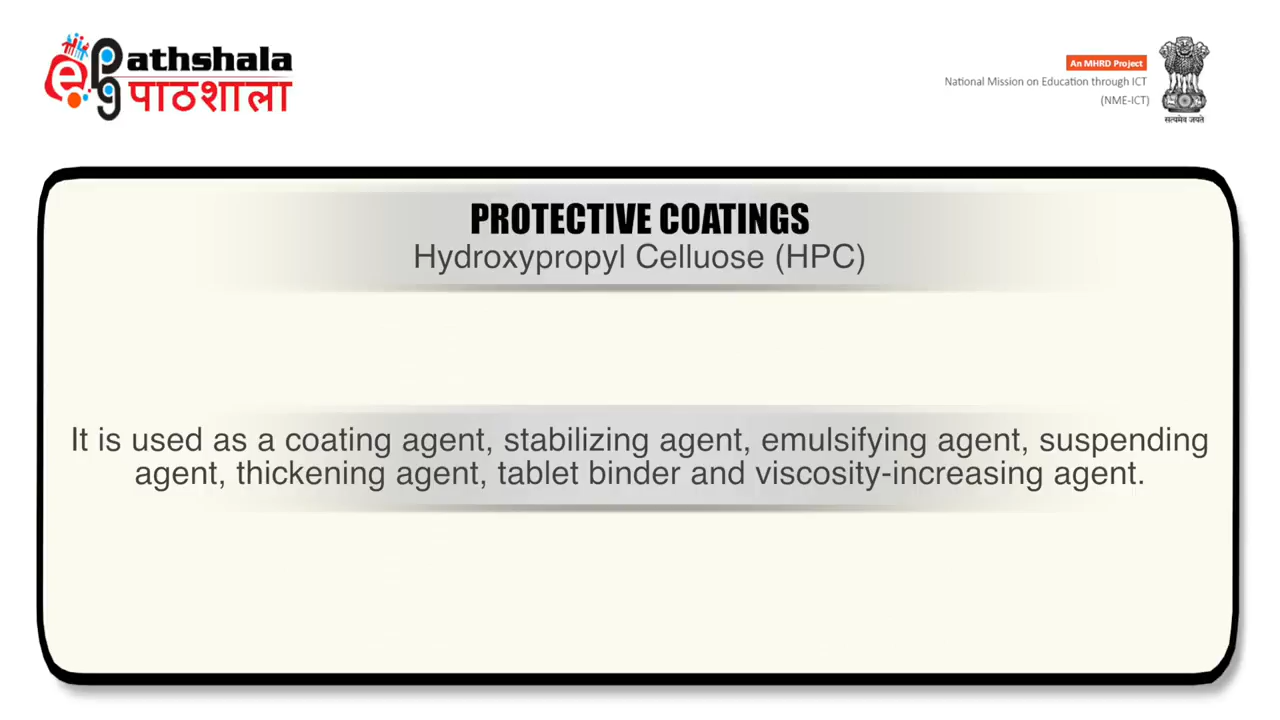 e Pg Pathshala
पाठशाला
An MHRD Project
National Mission on Education through ICT
(NME-ICT)
सत्यमेव जयते
PROTECTIVE COATINGS
Hydroxypropyl Celluose (HPC)
It is used as a coating agent, stabilizing agent, emulsifying agent, suspending
agent, thickening agent, tablet binder and viscosity-increasing agent.